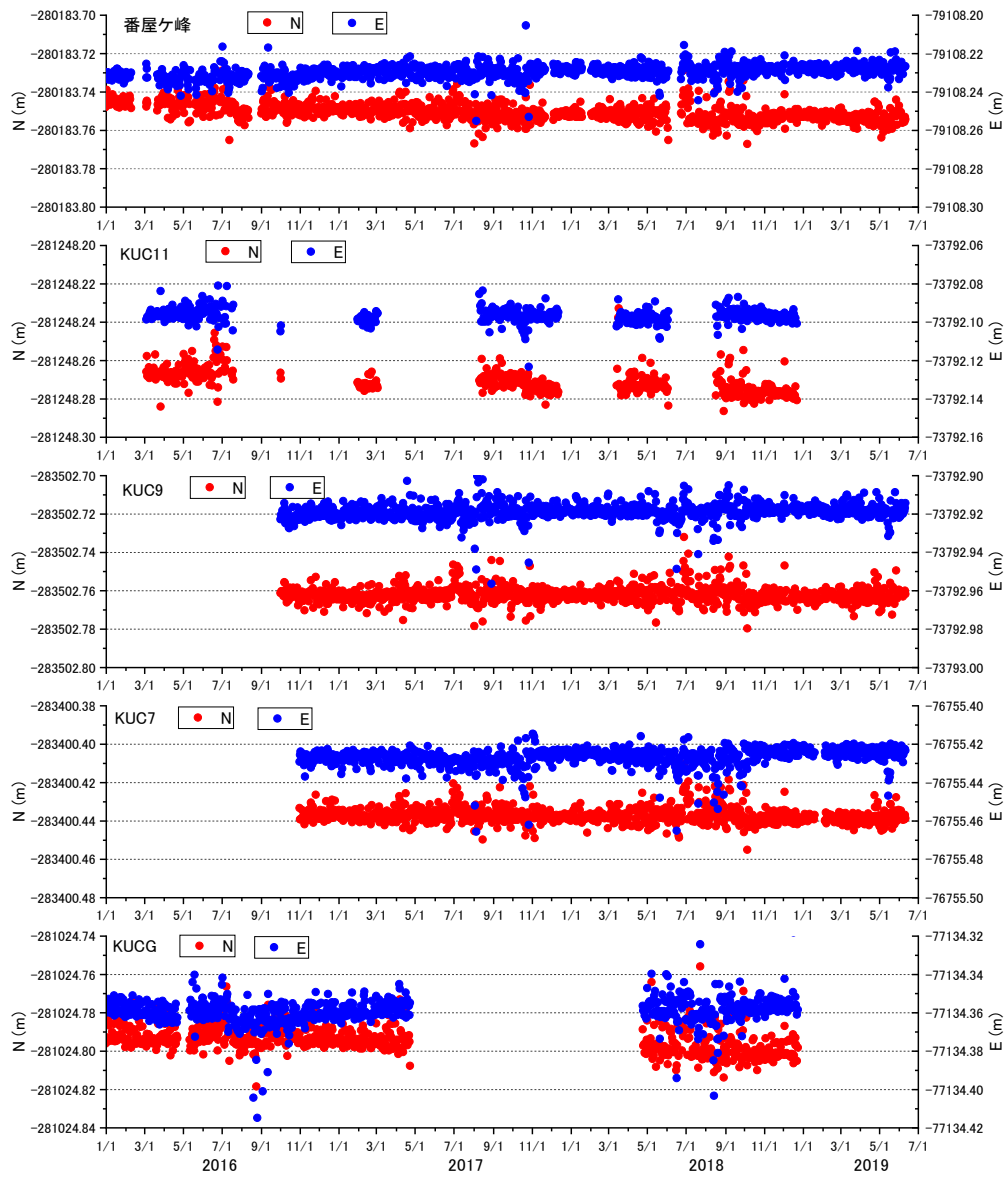 -280183.70 番屋ケ峰 N E -79108.20
-280183.72 -79108.22
-280183.74 -79108.24
N (m) E (m)
-280183.76 -79108.26
-280183.78 -79108.28
-280183.80 -79108.30
1/1 3/1 5/1 7/1 9/1 11/1 1/1 3/1 5/1 7/1 9/1 11/1 1/1 3/1 5/1 7/1 9/1 11/1 1/1 3/1 5/1 7/1
-281248.20 KUC11 N E -73792.06
-281248.22 -73792.08
-281248.24 -73792.10
N (m) E (m)
-281248.26 -73792.12
-281248.28 -73792.14
-281248.30 -73792.16
1/1 3/1 5/1 7/1 9/1 11/1 1/1 3/1 5/1 7/1 9/1 11/1 1/1 3/1 5/1 7/1 9/1 11/1 1/1 3/1 5/1 7/1
-283502.70 KUC9 N E -73792.90
-283502.72 -73792.92
-283502.74 -73792.94
N (m) E (m)
-283502.76 -73792.96
-283502.78 -73792.98
-283502.80 -73793.00
1/1 3/1 5/1 7/1 9/1 11/1 1/1 3/1 5/1 7/1 9/1 11/1 1/1 3/1 5/1 7/1 9/1 11/1 1/1 3/1 5/1 7/1
-283400.38 KUC7 N E -76755.40
-283400.40 -76755.42
-283400.42 -76755.44
N (m) E (m)
-283400.44 -76755.46
-283400.46 -76755.48
-283400.48 -76755.50
1/1 3/1 5/1 7/1 9/1 11/1 1/1 3/1 5/1 7/1 9/1 11/1 1/1 3/1 5/1 7/1 9/1 11/1 1/1 3/1 5/1 7/1
-281024.74 KUCG N E -77134.32
-281024.76 -77134.34
-281024.78 -77134.36
N (m) E (m)
-281024.80 -77134.38
-281024.82 -77134.40
-281024.84 -77134.42
1/1 3/1 5/1 7/1 9/1 11/1 1/1 3/1 5/1 7/1 9/1 11/1 1/1 3/1 5/1 7/1 9/1 11/1 1/1 3/1 5/1 7/1
2016 2017 2018 2019